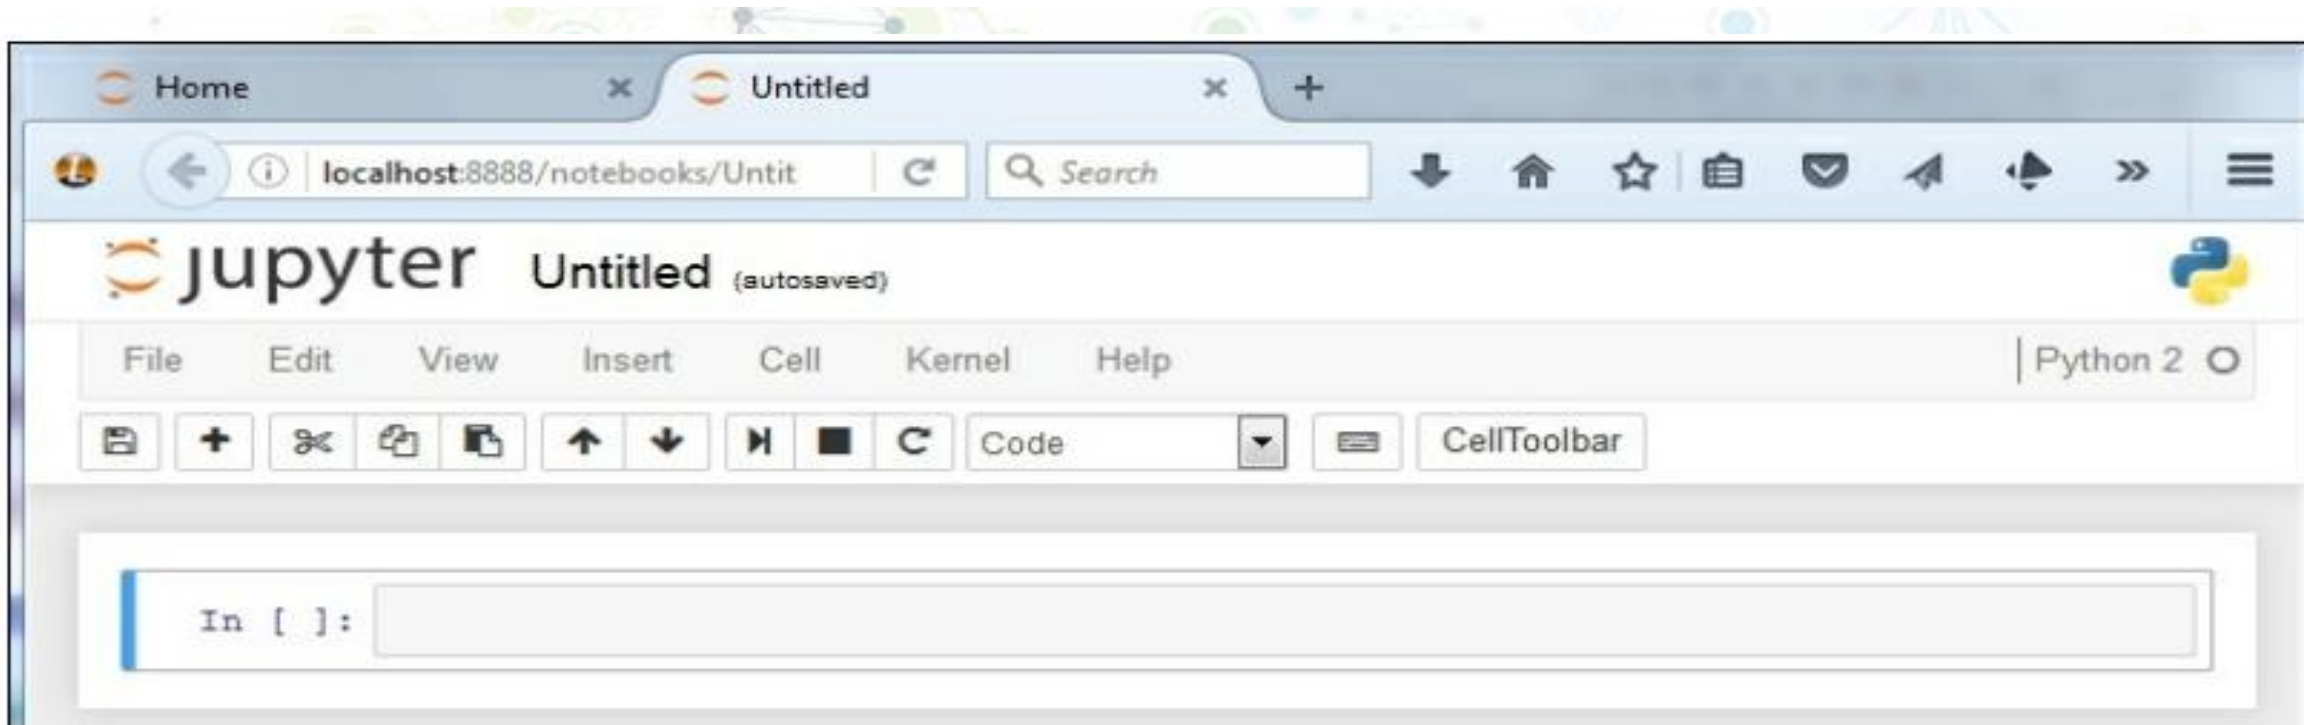 Home Untitled
localhost:8888/notebooks/Untit Search
jupyter Untitled (autosaved)
File Edit View Insert Cell Kernel Help Python 2
Code CellToolbar
In [ ]: